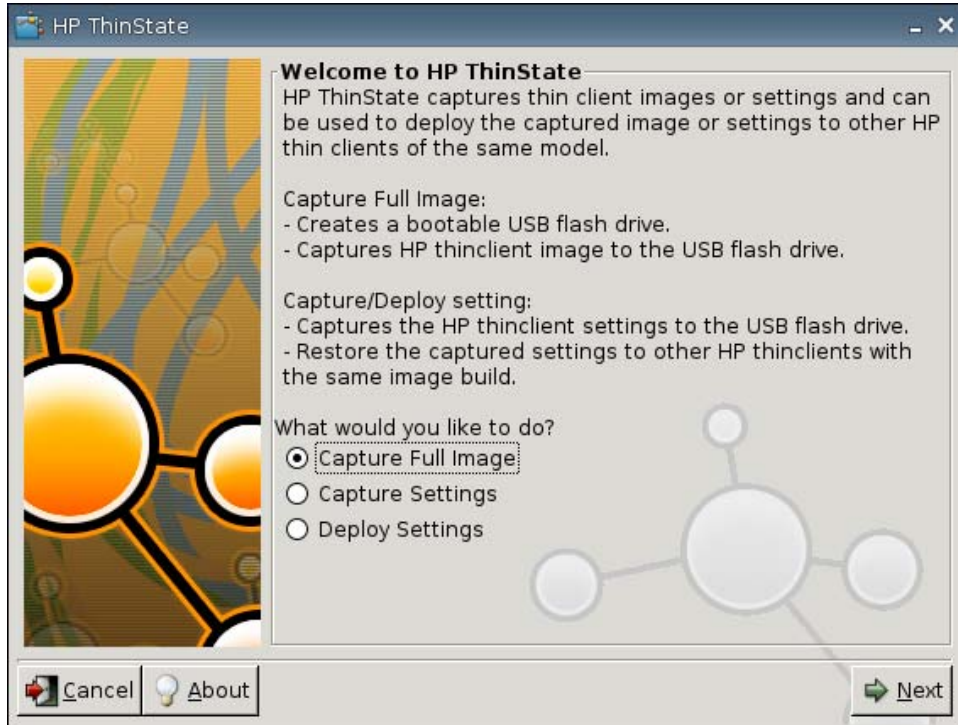 HP ThinState
Welcome to HP ThinState
HP ThinState captures thin client images or settings and can
be used to deploy the captured image or settings to other HP
thin clients of the same model.
Capture Full Image:
- Creates a bootable USB flash drive.
- Captures HP thinclient image to the USB flash drive.
Capture/Deploy setting:
- Captures the HP thinclient settings to the USB flash drive.
- Restore the captured settings to other HP thinclients with
the same image build.
What would you like to do?
Capture Full Image
Capture Settings
Deploy Settings
Cancel
About
Next